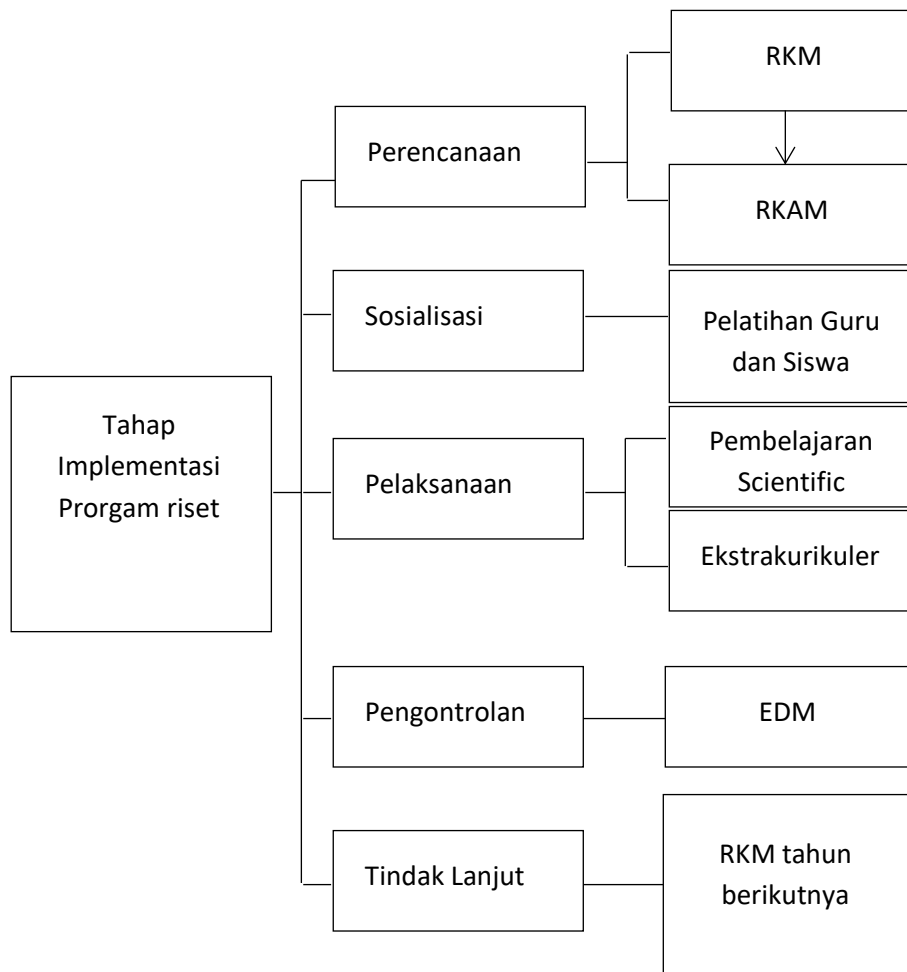 Tahap
Implementasi
Prorgam riset
Perencanaan
RKM
RKAM
Sosialisasi
Pelatihan Guru
dan Siswa
Pelaksanaan
Pembelajaran
Scientific
Ekstrakurikuler
Pengontrolan
EDM
Tindak Lanjut
RKM tahun
berikutnya